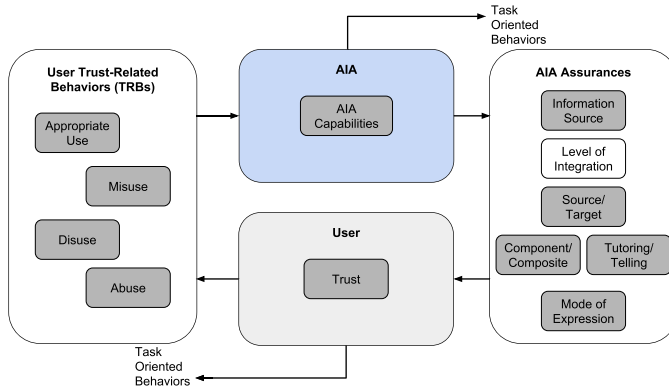 Task
Oriented
Behaviors
User Trust-Related
Behaviors (TRBs)
Appropriate
Use
Misuse
Disuse
Abuse
AIA
AIA
Capabilities
User
Trust
AIA Assurances
Information
Source
Level of
Integration
Source/
Target
Component/
Composite
Tutoring/
Telling
Mode of
Expression
Task
Oriented
Behaviors